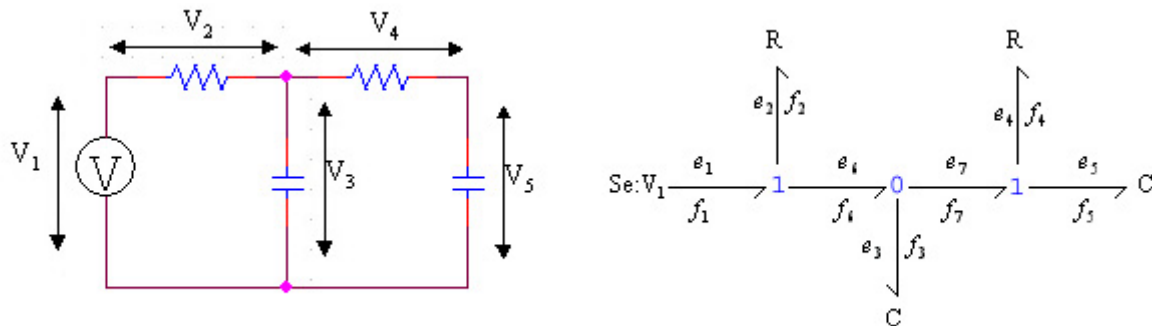 V₂
V₄
V₁
V
V₃
V₅
R
R
e₂ f₂
e₄ f₄
Se:V₁
e₁
f₁
1
e₆
f₆
0
e₇
f₇
1
e₅
f₅
C
e₃ f₃
C